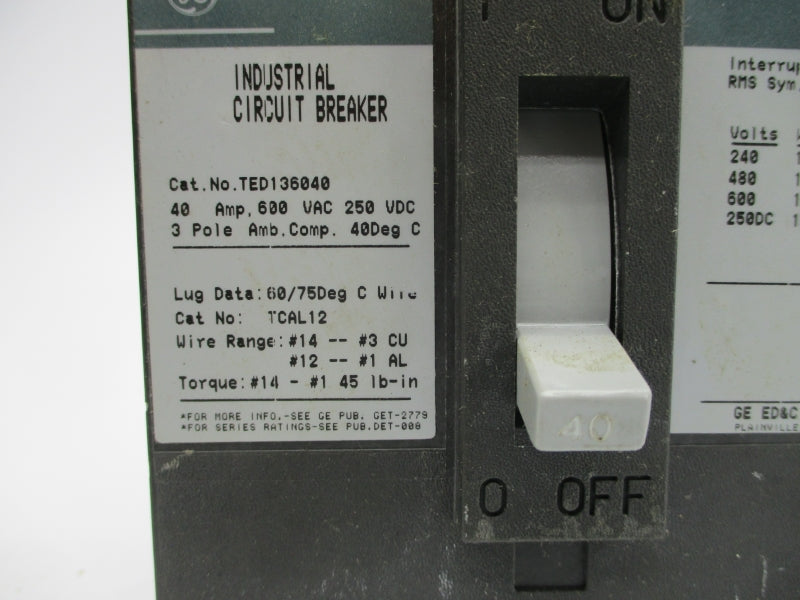 I ON
INDUSTRIAL
CIRCUIT BREAKER
Cat.No.TED136040
40 Amp,600 VAC 250 VDC
3 Pole Amb.Comp. 40Deg C
Lug Data:60/75Deg C Wire
Cat No: TCAL12
Wire Range:#14 -- #3 CU
#12 -- #1 AL
Torque:#14 - #1 45 lb-in
*FOR MORE INFO.-SEE GE PUB. GET-2779
*FOR SERIES RATINGS-SEE PUB.DET-008
40
O OFF
RMS Sym
Volts
240
480
600
250DC
GE ED&C
PLAINVILLE